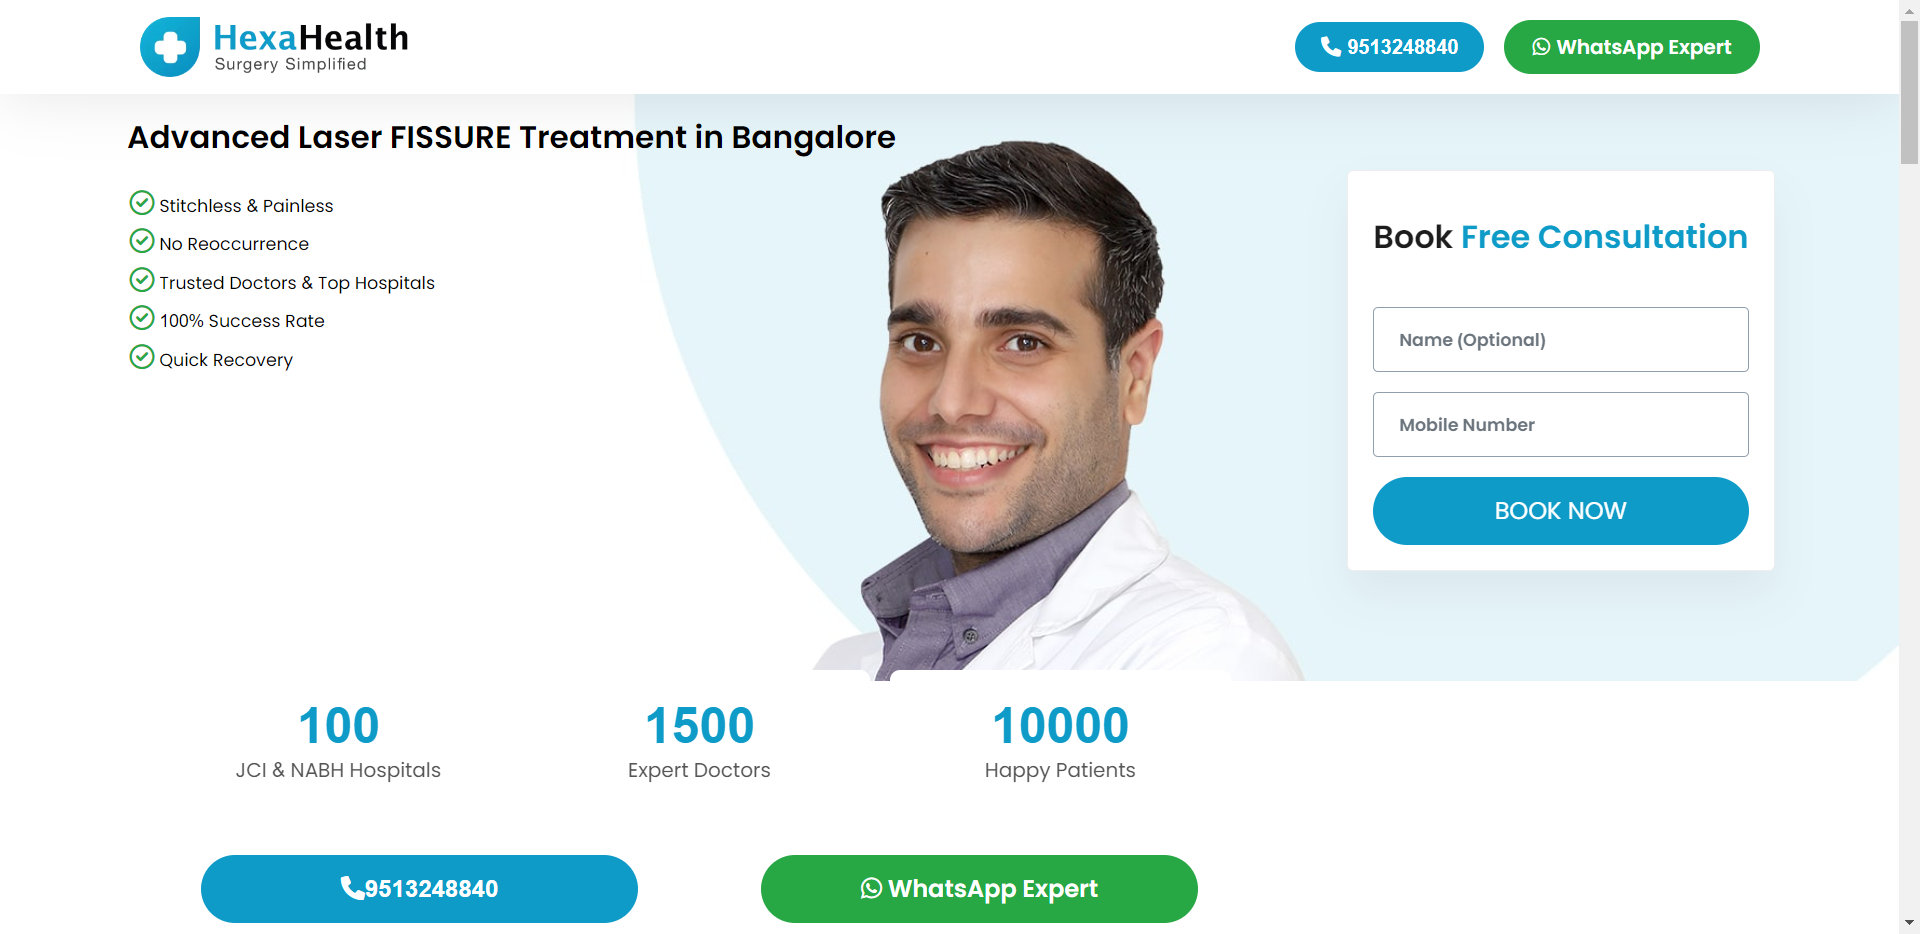 HexaHealth
Surgery Simplified
9513248840
WhatsApp Expert
Advanced Laser FISSURE Treatment in Bangalore
Stitchless & Painless
No Reoccurrence
Trusted Doctors & Top Hospitals
100% Success Rate
Quick Recovery
Book Free Consultation
Name (Optional)
Mobile Number
BOOK NOW
100
JCI & NABH Hospitals
1500
Expert Doctors
10000
Happy Patients
9513248840
WhatsApp Expert